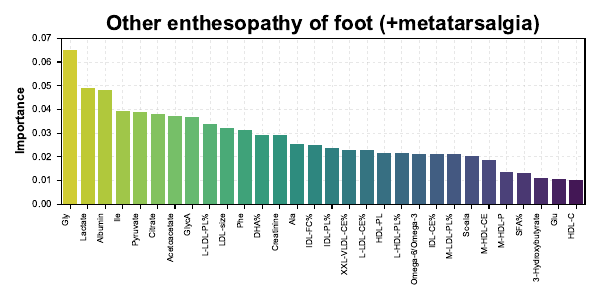 Other enthesopathy of foot (+metatarsalgia)
Importance
0.07
0.06
0.05
0.04
0.03
0.02
0.01
0.00
Gly
Lactate
Albumin
Ile
Pyruvate
Citrate
Acetoacetate
GlycA
L-LDL-PL%
LDL-size
Phe
DHA%
Creatinine
Ala
IDL-FC%
IDL-PL%
XXL-VLDL-CE%
L-LDL-CE%
HDL-PL
L-HDL-PL%
Omega-6/Omega-3
IDL-CE%
M-LDL-PL%
M-HDL-CE
M-HDL-P
SFA%
3-Hydroxybutyrate
Glu
HDL-C